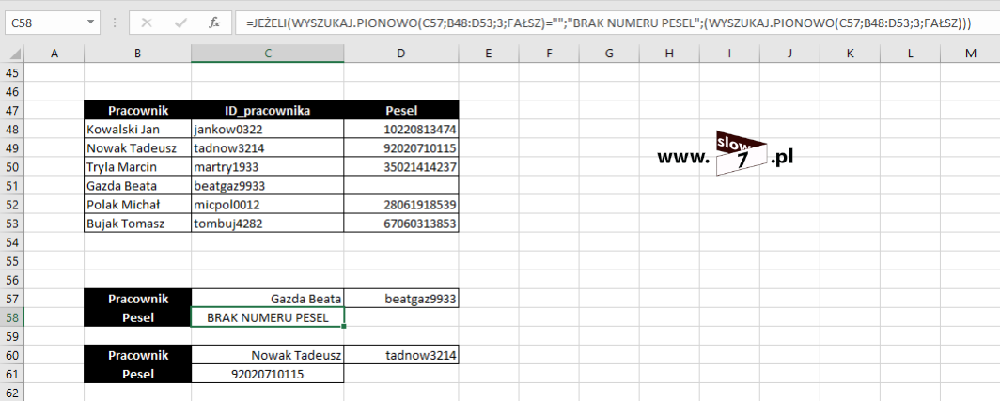 C58 fx =JEŻELI(WYSZUKAJ.PIONOWO(C57;B48:D53;3;FAŁSZ)="";"BRAK NUMERU PESEL";(WYSZUKAJ.PIONOWO(C57;B48:D53;3;FAŁSZ)))
A B C D E F G H I J K L M
45
46
47 Pracownik ID_pracownika Pesel
48 Kowalski Jan jankow0322 10220813474
49 Nowak Tadeusz tadnow3214 92020710115
50 Tryla Marcin martry1933 35021414237
51 Gazda Beata beatgaz9933
52 Polak Michał micpol0012 28061918539
53 Bujak Tomasz tombuj4282 67060313853
www.slow7.pl
54
55
56
57 Pracownik Gazda Beata beatgaz9933
58 Pesel BRAK NUMERU PESEL
59
60 Pracownik Nowak Tadeusz tadnow3214
61 Pesel 92020710115
62